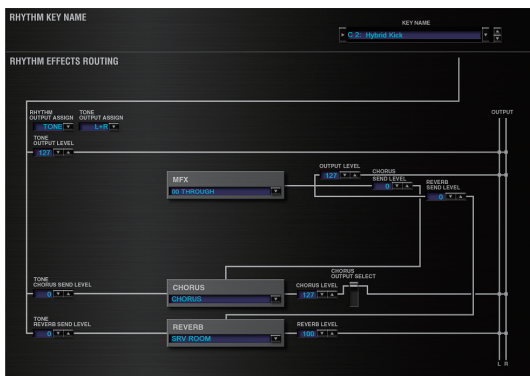 RHYTHM KEY NAME
KEY NAME
C 2: Hybrid Kick
RHYTHM EFFECTS ROUTING
OUTPUT
RHYTHM OUTPUT ASSIGN
TONE
TONE OUTPUT ASSIGN
L+R
TONE OUTPUT LEVEL
127
MFX
00 THROUGH
OUTPUT LEVEL
127
CHORUS SEND LEVEL
0
REVERB SEND LEVEL
0
TONE CHORUS SEND LEVEL
0
CHORUS
CHORUS
CHORUS LEVEL
127
CHORUS OUTPUT SELECT
TONE REVERB SEND LEVEL
0
REVERB
SRV ROOM
REVERB LEVEL
100
L R